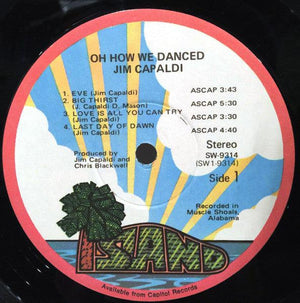 OH HOW WE DANCED
JIM CAPALDI
1. EVE (Jim Capaldi) ASCAP 3:43
2. BIG THIRST
(J. Capaldi D. Mason) ASCAP 5:30
3. LOVE IS ALL YOU CAN TRY
(Jim Capaldi) ASCAP 3:30
4. LAST DAY OF DAWN
(Jim Capaldi) ASCAP 4:40
Stereo
SW-9314
(SW1-9314)
Side 1
Produced by
Jim Capaldi and
Chris Blackwell
Recorded in
Muscle Shoals,
Alabama
ISLAND
Available from Capitol Records